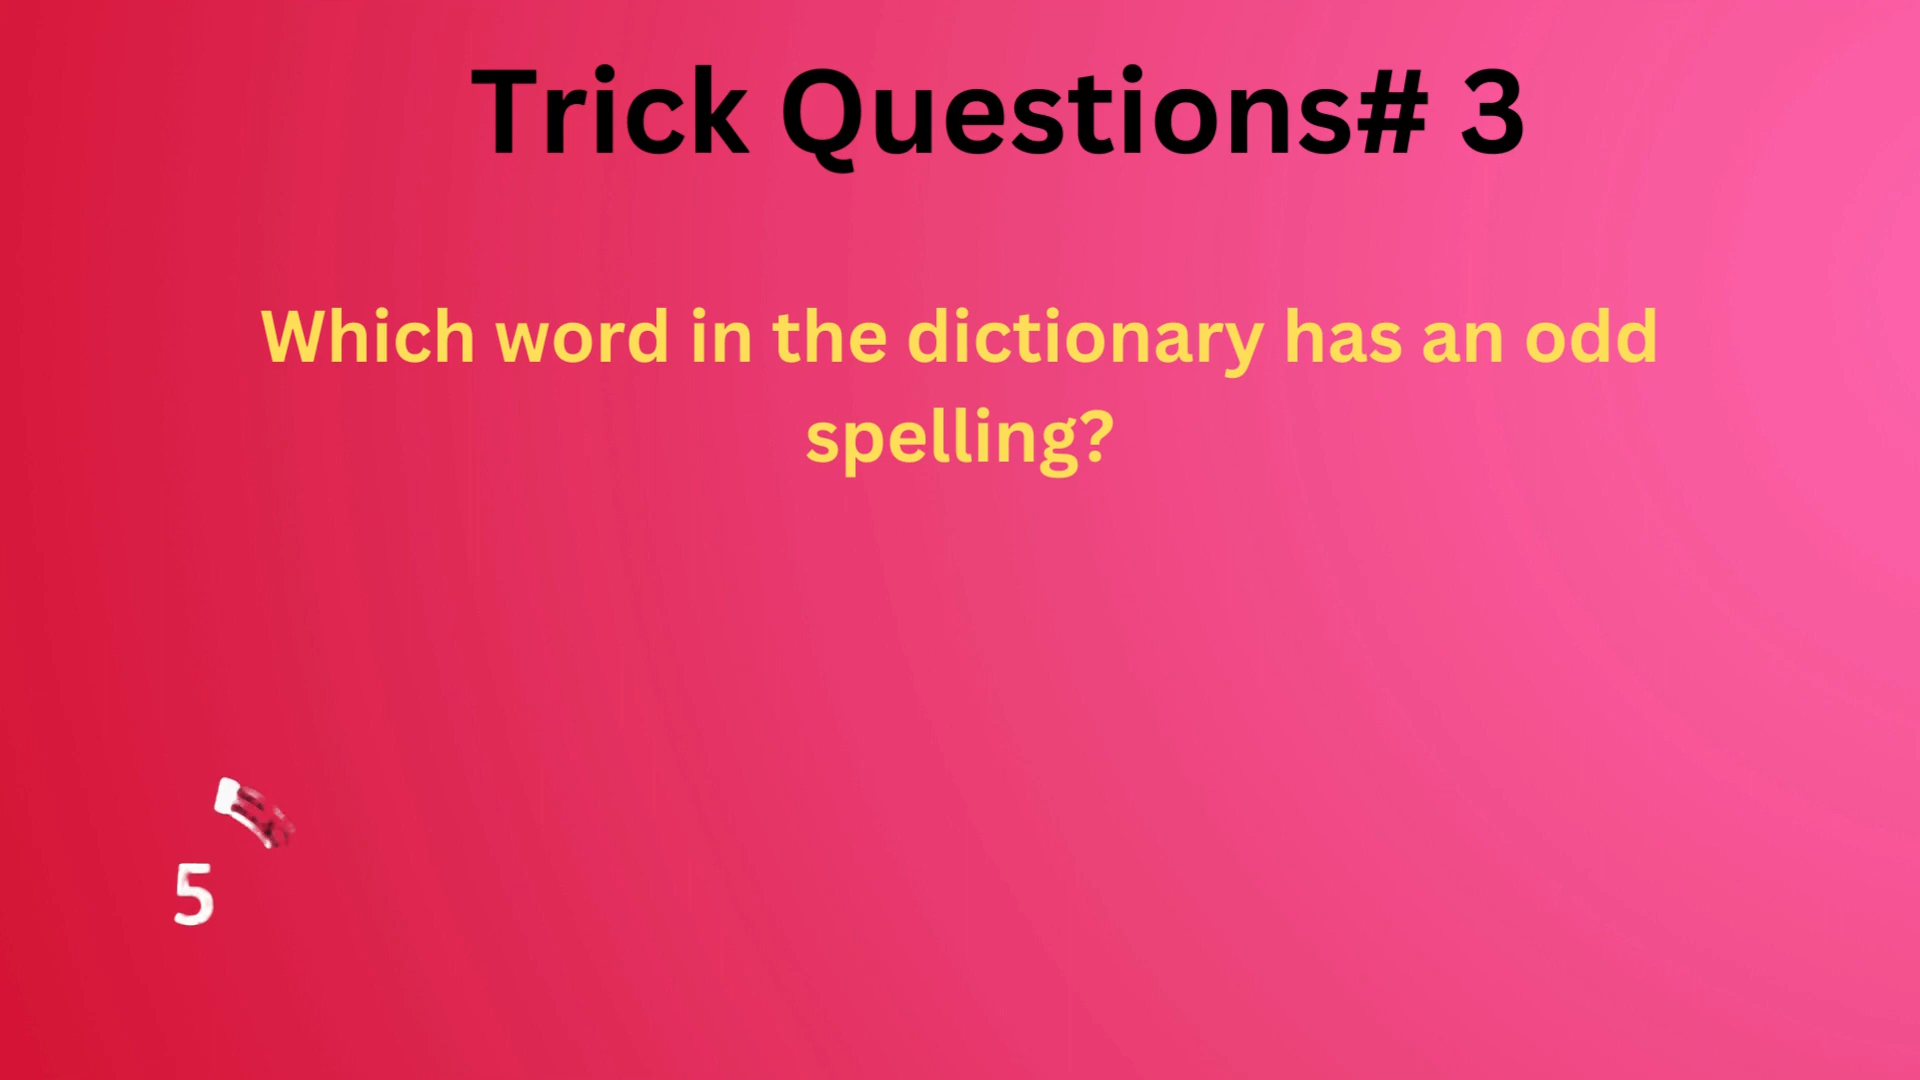 Trick Questions# 3
Which word in the dictionary has an odd
spelling?
5